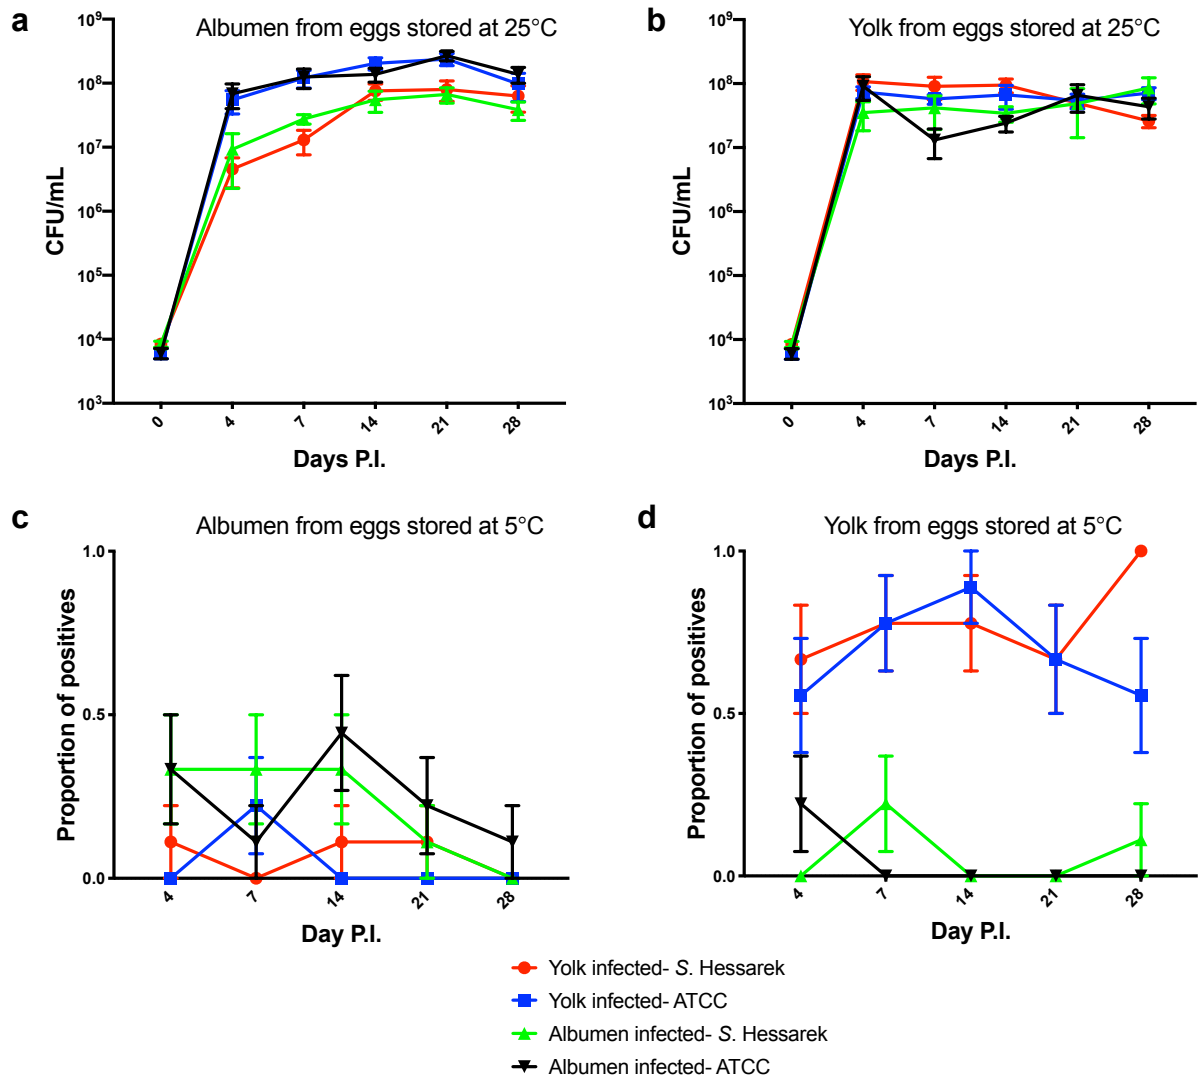 a
Albumen from eggs stored at 25°C
CFU/mL
10⁹
10⁸
10⁷
10⁶
10⁵
10⁴
10³
0
4
7
14
21
28
Days P.I.
b
Yolk from eggs stored at 25°C
CFU/mL
10⁹
10⁸
10⁷
10⁶
10⁵
10⁴
10³
0
4
7
14
21
28
Days P.I.
c
Albumen from eggs stored at 5°C
Proportion of positives
1.0
0.5
0.0
4
7
14
21
28
Day P.I.
d
Yolk from eggs stored at 5°C
Proportion of positives
1.0
0.5
0.0
4
7
14
21
28
Day P.I.
Yolk infected- S. Hessarek
Yolk infected- ATCC
Albumen infected- S. Hessarek
Albumen infected- ATCC